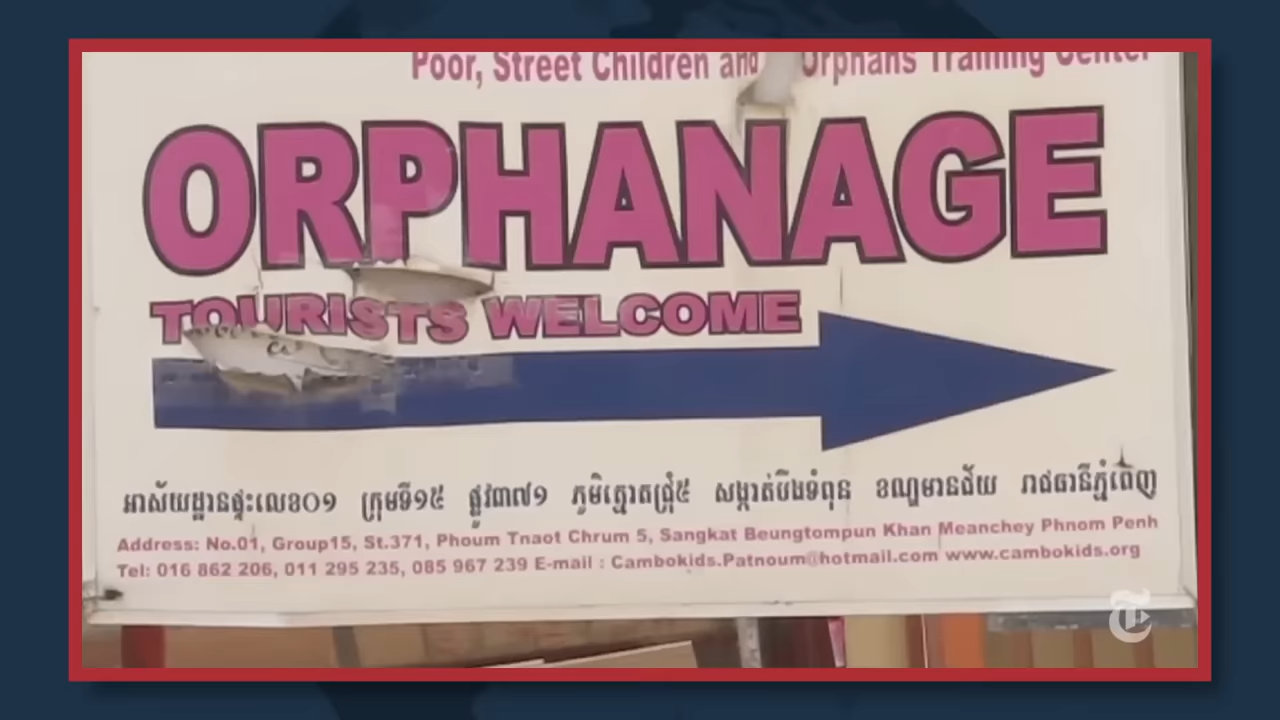 Poor, Street Children and Orphans Training Center
ORPHANAGE
TOURISTS WELCOME
អាស័យដ្ឋានផ្ទះលេខ០១ ក្រុមទី១៥ ផ្លូវ៣៧១ ភូមិត្នោតជ្រុំ៥ សង្កាត់បឹងទំពុន ខណ្ឌមានជ័យ រាជធានីភ្នំពេញ
Address: No.01, Group15, St.371, Phoum Tnaot Chrum 5, Sangkat Beungtompun Khan Meanchey Phnom Penh
Tel: 016 862 206, 011 295 235, 085 967 239 E-mail : Cambokids.Patnoum@hotmail.com www.cambokids.org